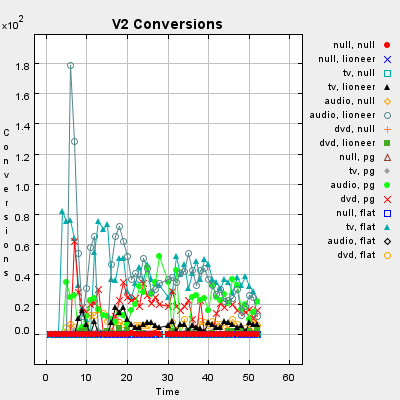 V2 Conversions
x10²
1.8
1.6
1.4
1.2
1.0
0.8
0.6
0.4
0.2
0.0
Conversions
0 10 20 30 40 50 60
Time
null, null
null, lioneer
tv, null
tv, lioneer
audio, null
audio, lioneer
dvd, null
dvd, lioneer
null, pg
tv, pg
audio, pg
dvd, pg
null, flat
tv, flat
audio, flat
dvd, flat